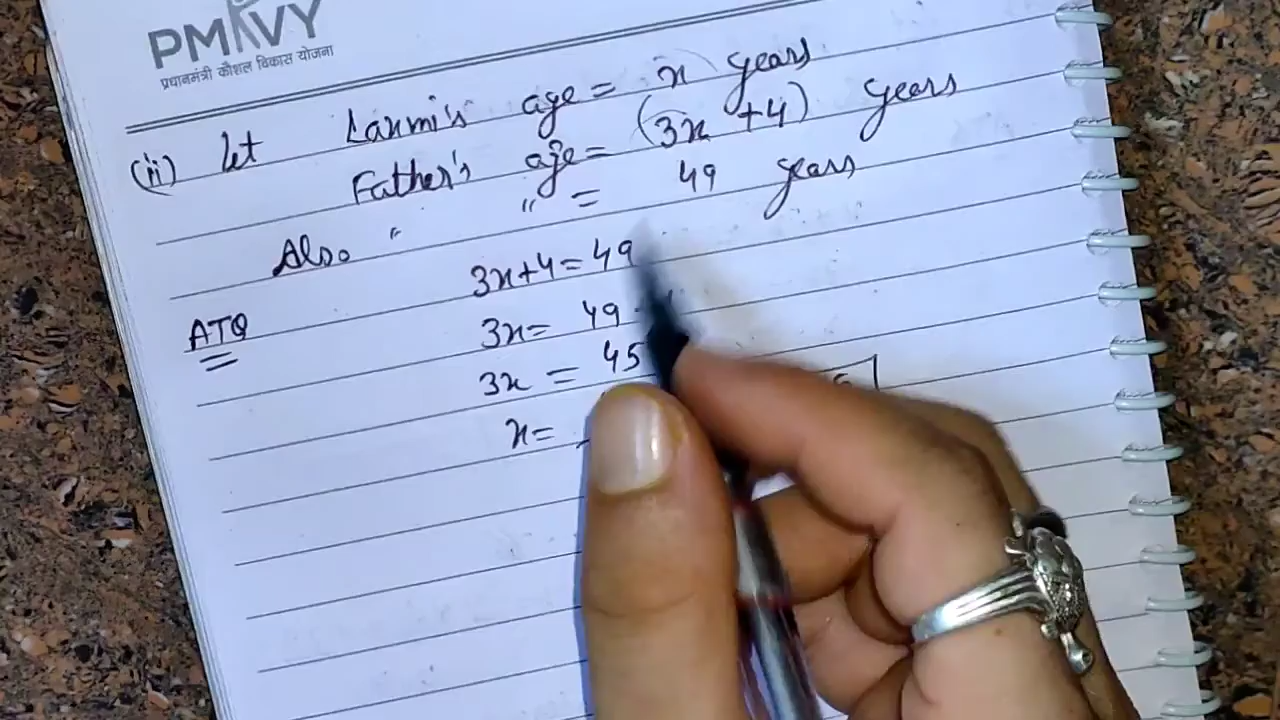 PMKVY
प्रधानमंत्री कौशल विकास योजना
(ii) Let Laxmi's age = x years
Father's age = (3x +4) years
Also " " = 49 years
ATQ 3x+4=49
3x= 49
3x = 45
x=